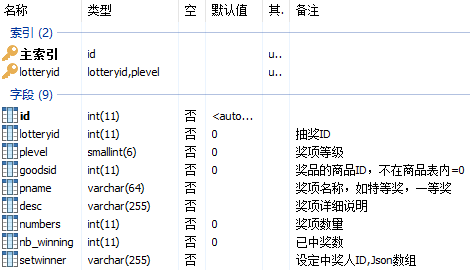 名称 类型 空 默认值 其. 备注
索引 (2)
主索引 id u..
lotteryid lotteryid,plevel u..
字段 (9)
id int(11) 否 <auto...
lotteryid int(11) 否 0 抽奖ID
plevel smallint(6) 否 0 奖项等级
goodsid int(11) 否 0 奖品的商品ID，不在商品表内=0
pname varchar(64) 否 奖项名称，如特等奖，一等奖
desc varchar(255) 否 奖项详细说明
numbers int(11) 否 0 奖项数量
nb_winning int(11) 否 0 已中奖数
setwinner varchar(255) 否 设定中奖人ID,Json数组